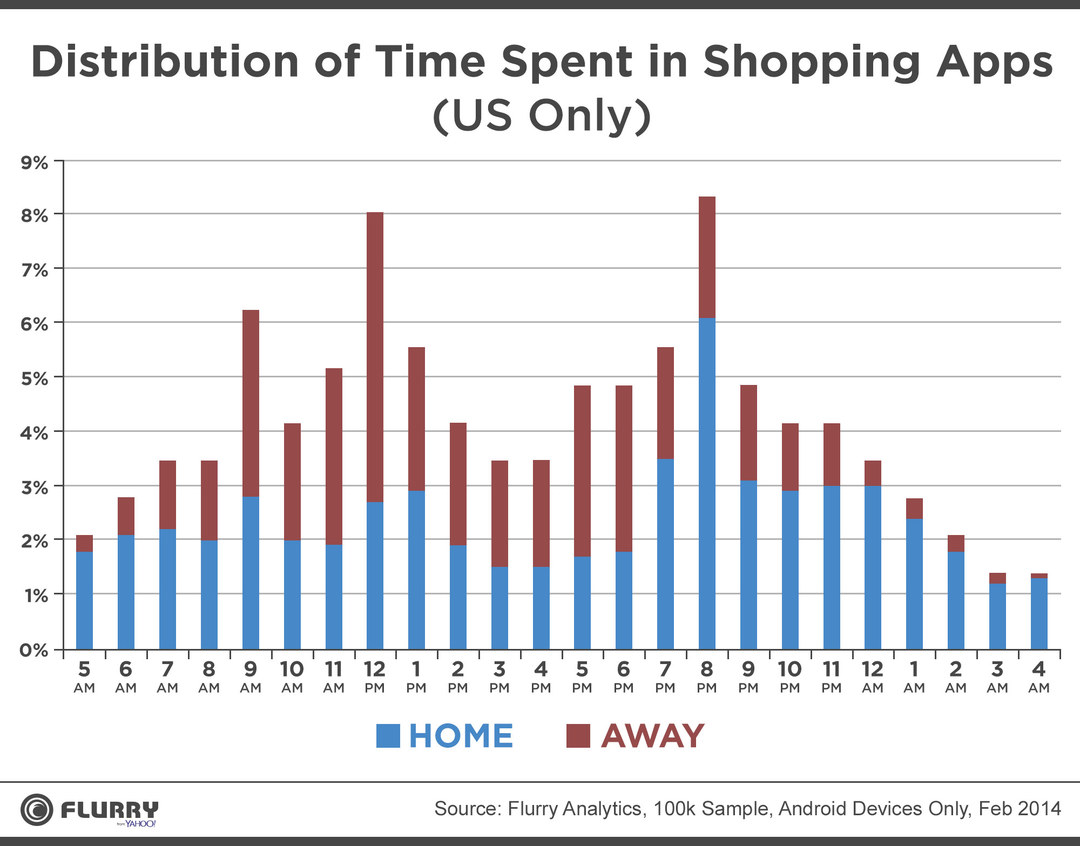 Distribution of Time Spent in Shopping Apps
(US Only)
9%
8%
7%
6%
5%
4%
3%
2%
1%
0%
5 6 7 8 9 10 11 12 1 2 3 4 5 6 7 8 9 10 11 12 1 2 3 4
AM AM AM AM AM AM AM PM PM PM PM PM PM PM PM PM PM PM PM AM AM AM AM AM
HOME AWAY
FLURRY
from YAHOO!
Source: Flurry Analytics, 100k Sample, Android Devices Only, Feb 2014